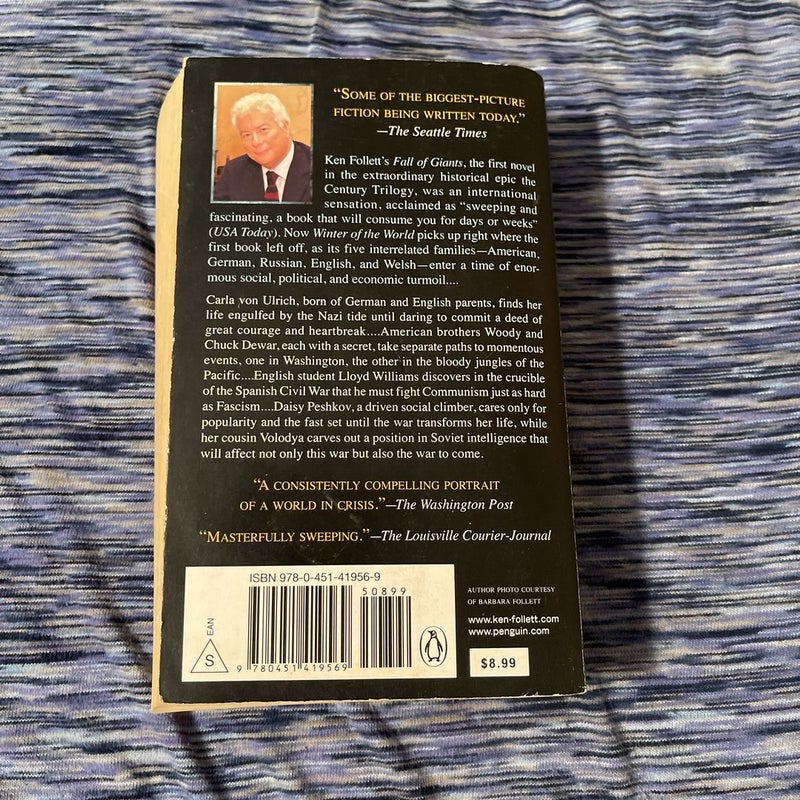 “SOME OF THE BIGGEST-PICTURE
FICTION BEING WRITTEN TODAY.”
—The Seattle Times
Ken Follett's Fall of Giants, the first novel
in the extraordinary historical epic the
Century Trilogy, was an international
sensation, acclaimed as “sweeping and
fascinating, a book that will consume you for days or weeks”
(USA Today). Now Winter of the World picks up right where the
first book left off, as its five interrelated families—American,
German, Russian, English, and Welsh—enter a time of enor-
mous social, political, and economic turmoil....
Carla von Ulrich, born of German and English parents, finds her
life engulfed by the Nazi tide until daring to commit a deed of
great courage and heartbreak....American brothers Woody and
Chuck Dewar, each with a secret, take separate paths to momentous
events, one in Washington, the other in the bloody jungles of the
Pacific....English student Lloyd Williams discovers in the crucible
of the Spanish Civil War that he must fight Communism just as hard
as Fascism....Daisy Peshkov, a driven social climber, cares only for
popularity and the fast set until the war transforms her life, while
her cousin Volodya carves out a position in Soviet intelligence that
will affect not only this war but also the war to come.
“A CONSISTENTLY COMPELLING PORTRAIT
OF A WORLD IN CRISIS.”—The Washington Post
“MASTERFULLY SWEEPING.”—The Louisville Courier-Journal
ISBN 978-0-451-41956-9
50899
EAN
S
9 780451 419569
AUTHOR PHOTO COURTESY
OF BARBARA FOLLETT
www.ken-follett.com
www.penguin.com
$8.99